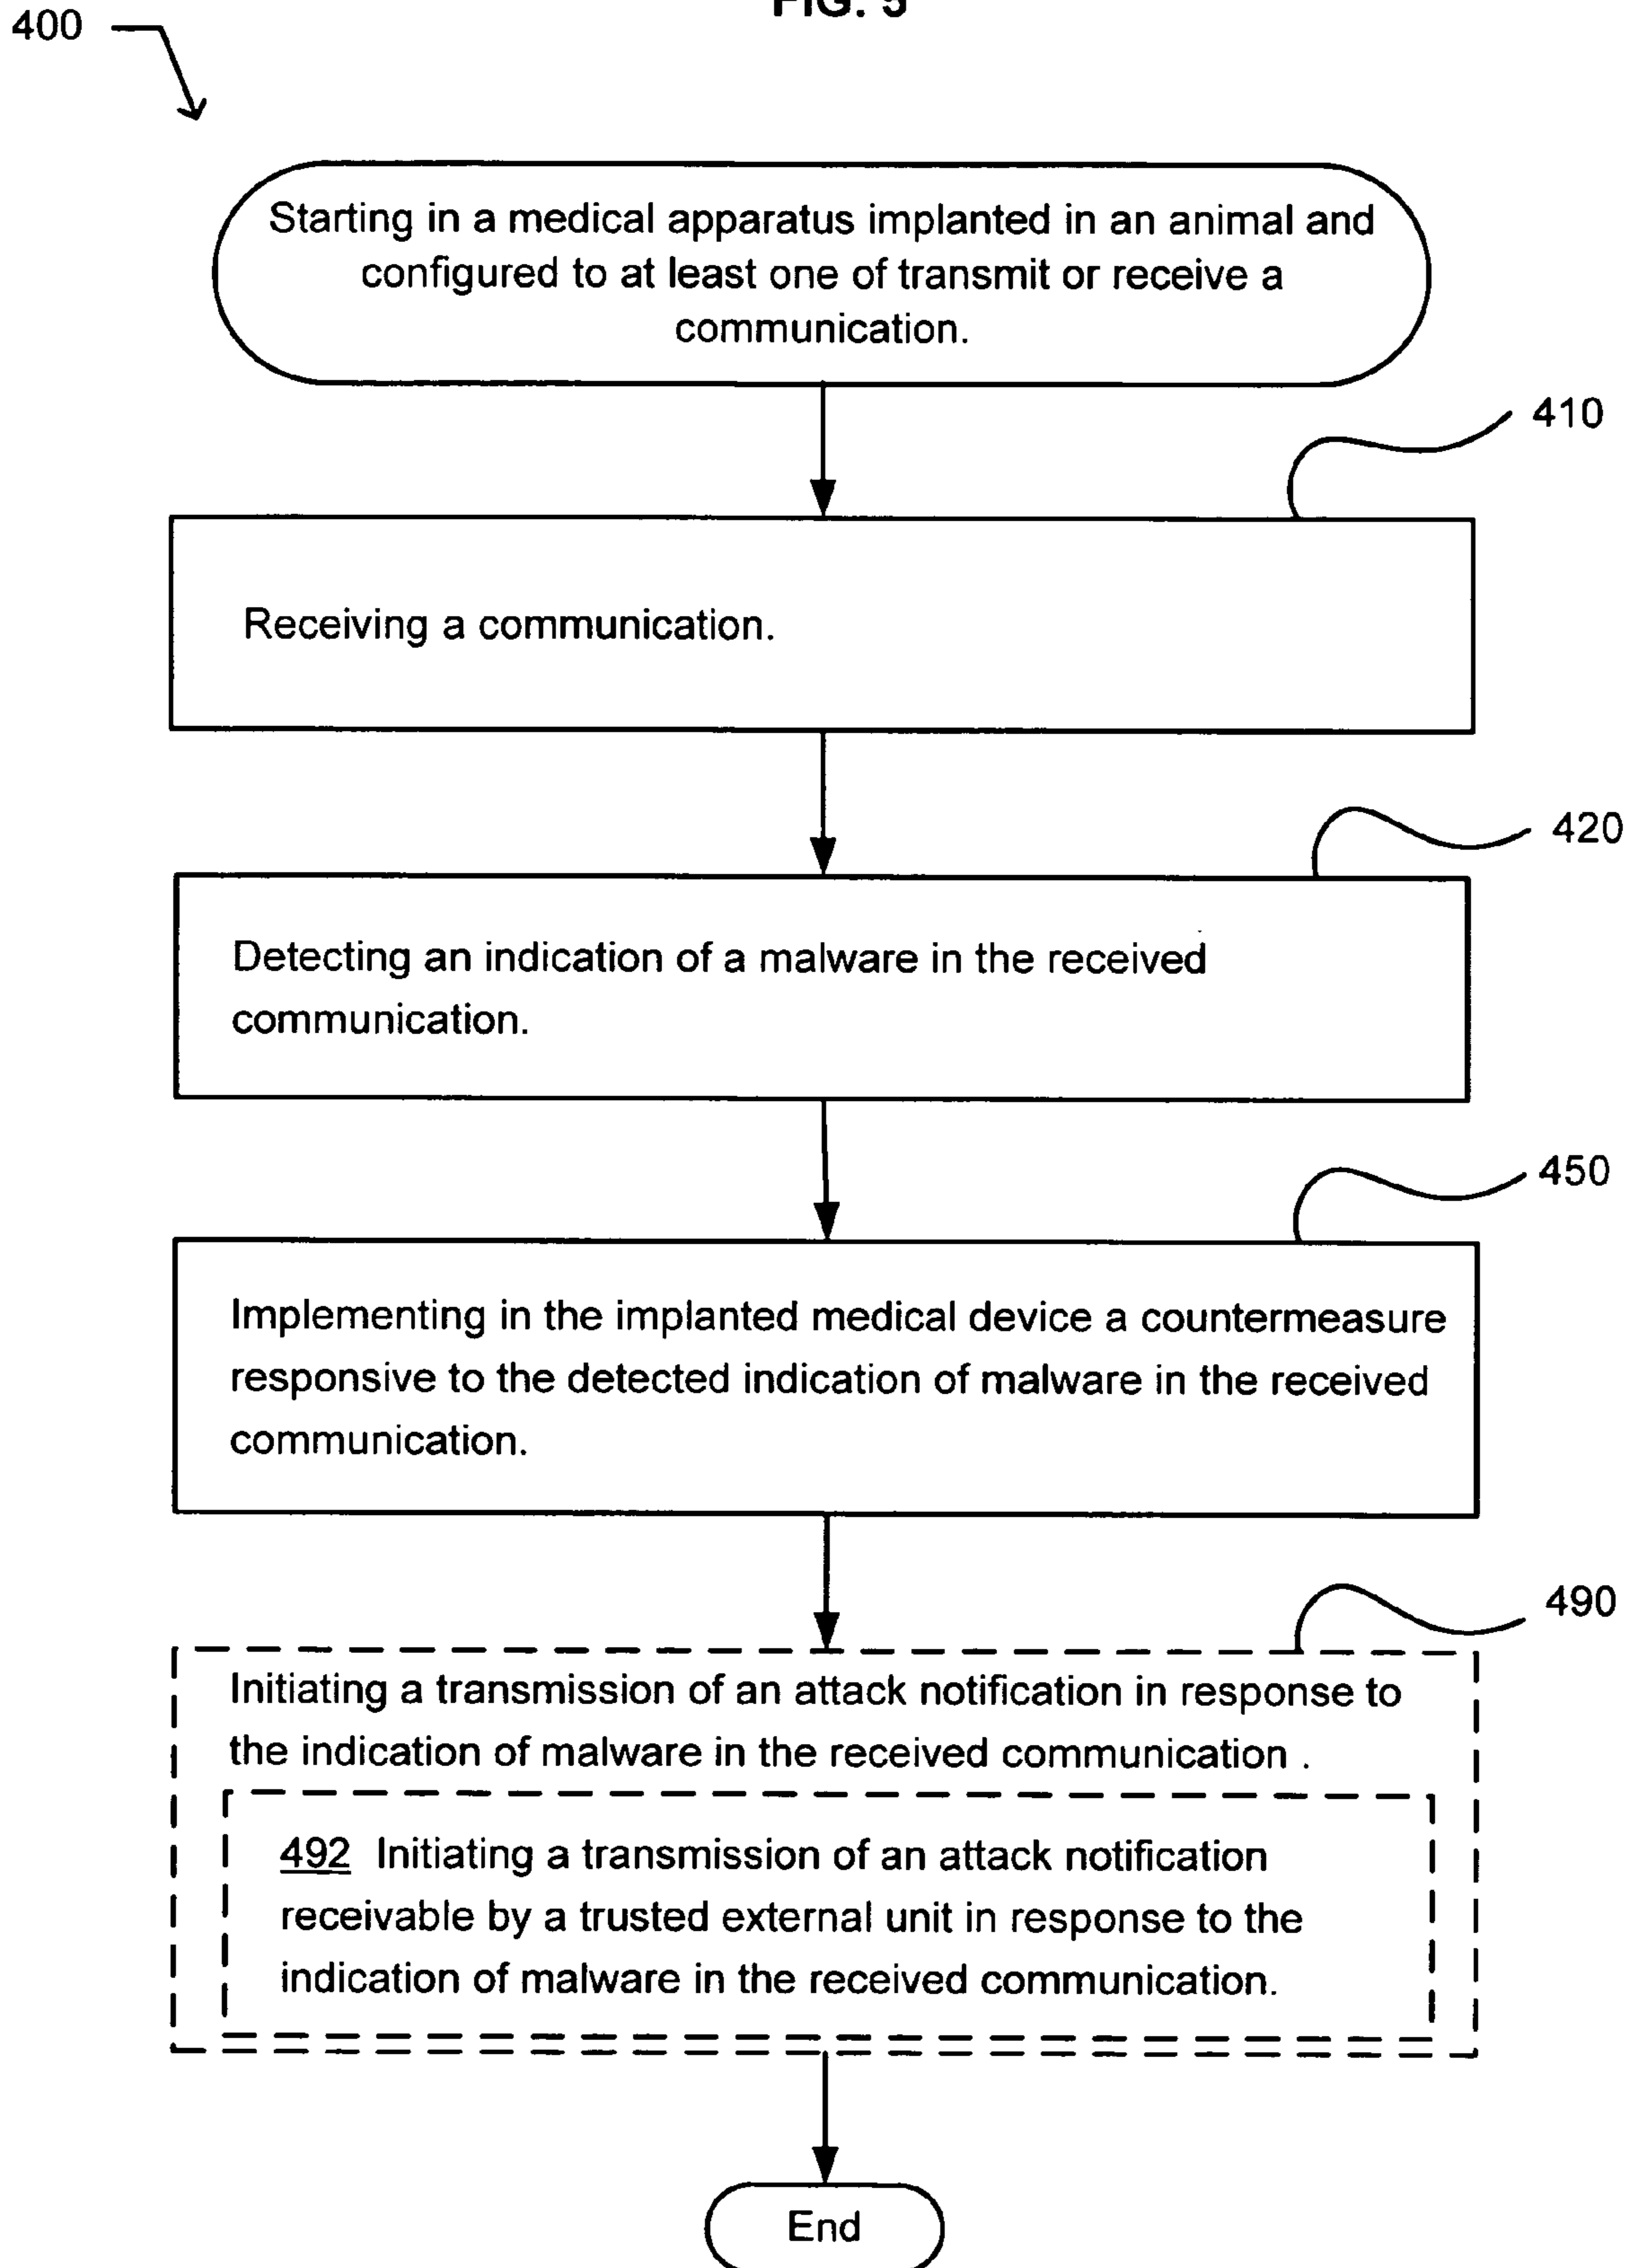 FIG. 5
400
Starting in a medical apparatus implanted in an animal and
configured to at least one of transmit or receive a
communication.
410
Receiving a communication.
420
Detecting an indication of a malware in the received
communication.
450
Implementing in the implanted medical device a countermeasure
responsive to the detected indication of malware in the received
communication.
490
Initiating a transmission of an attack notification in response to
the indication of malware in the received communication .
492 Initiating a transmission of an attack notification
receivable by a trusted external unit in response to the
indication of malware in the received communication.
End